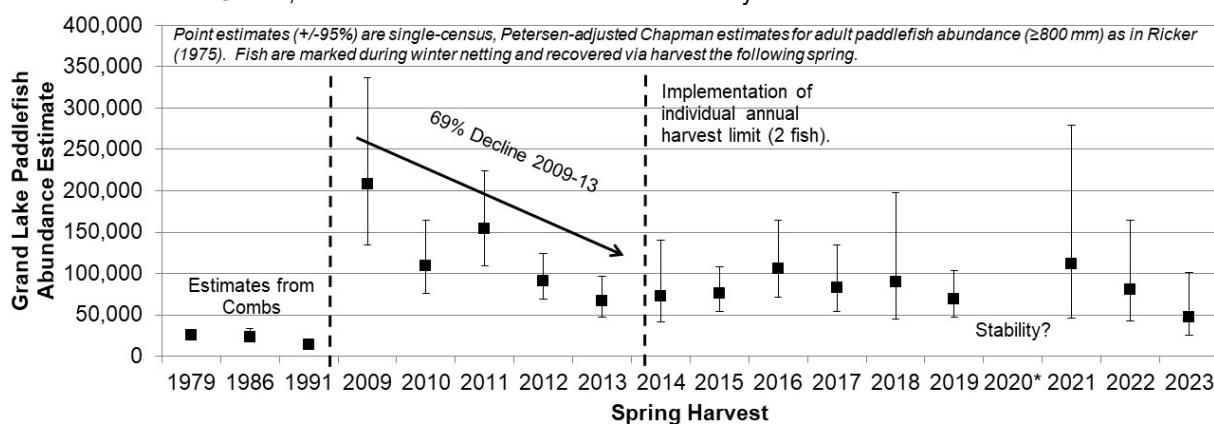 400,000
350,000
300,000
250,000
200,000
150,000
100,000
50,000
0
Grand Lake Paddlefish
Abundance Estimate
Point estimates (+/-95%) are single-census, Petersen-adjusted Chapman estimates for adult paddlefish abundance (≥800 mm) as in Ricker
(1975). Fish are marked during winter netting and recovered via harvest the following spring.
Estimates from
Combs
69% Decline 2009-13
Implementation of
individual annual
harvest limit (2 fish).
Stability?
1979 1986 1991 2009 2010 2011 2012 2013 2014 2015 2016 2017 2018 2019 2020* 2021 2022 2023
Spring Harvest